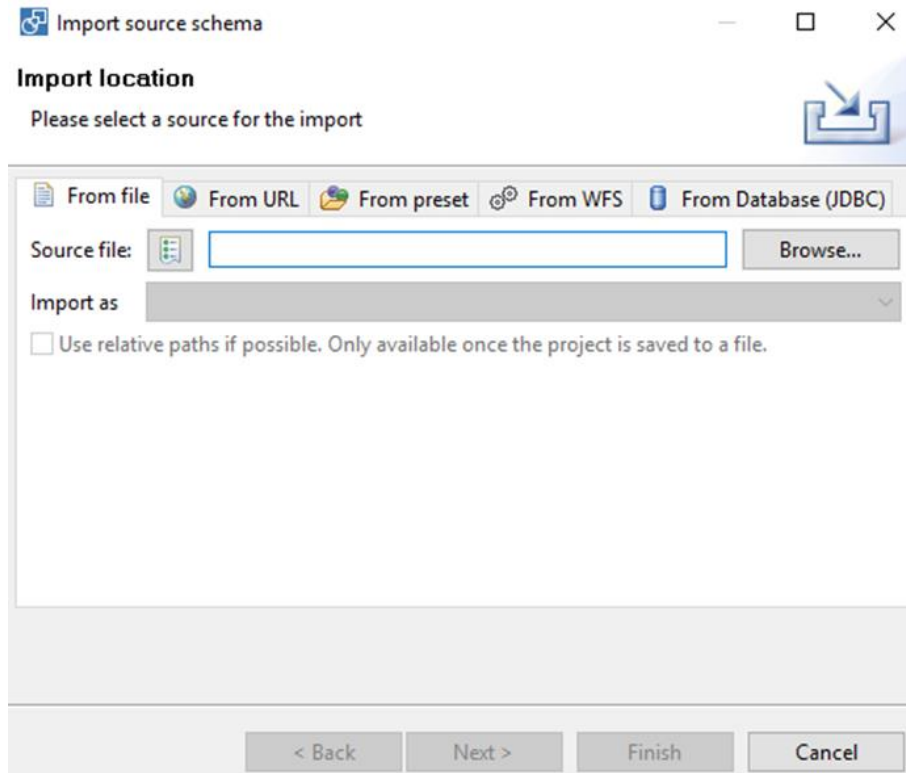 Import source schema
Import location
Please select a source for the import
From file From URL From preset From WFS From Database (JDBC)
Source file: Browse...
Import as
Use relative paths if possible. Only available once the project is saved to a file.
< Back Next > Finish Cancel